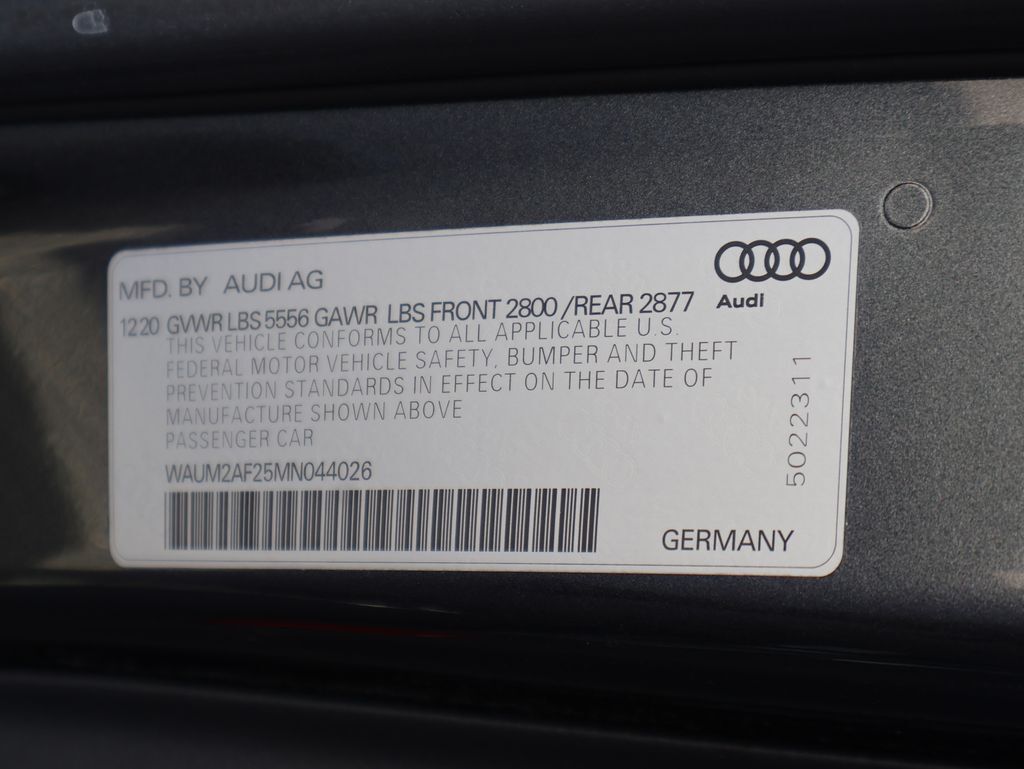 MFD. BY AUDI AG
Audi
1220 GVWR LBS 5556 GAWR LBS FRONT 2800 /REAR 2877
THIS VEHICLE CONFORMS TO ALL APPLICABLE U.S.
FEDERAL MOTOR VEHICLE SAFETY, BUMPER AND THEFT
PREVENTION STANDARDS IN EFFECT ON THE DATE OF
MANUFACTURE SHOWN ABOVE
PASSENGER CAR
WAUM2AF25MN044026
5022311
GERMANY